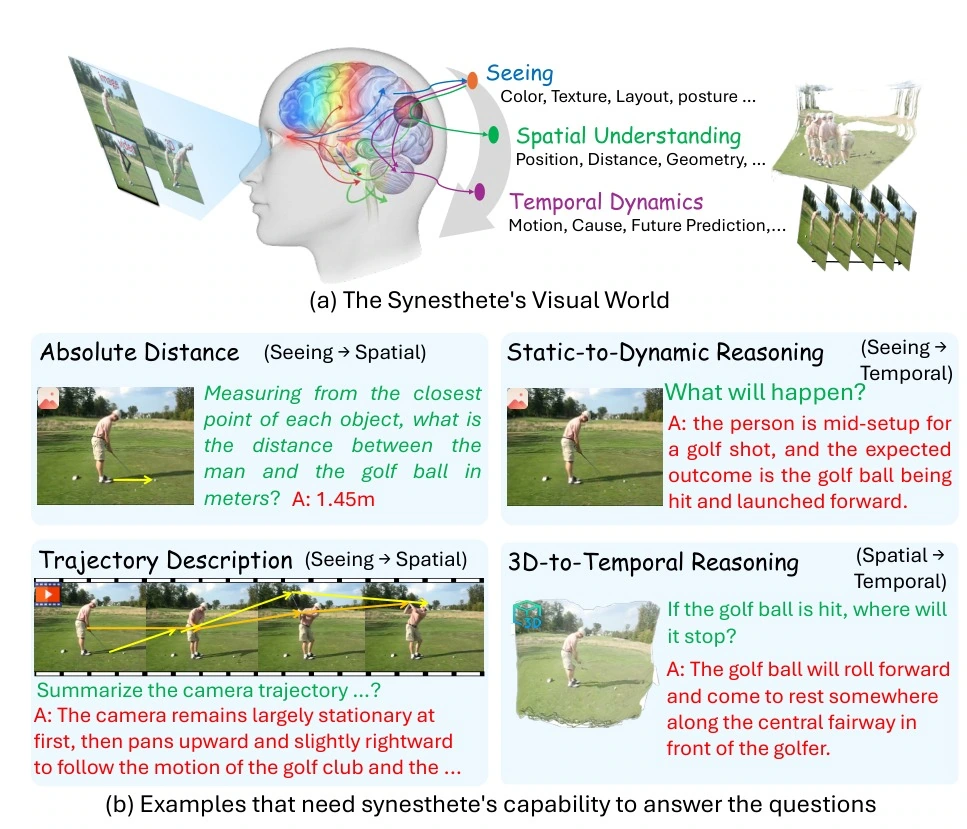 image
Seeing
Color, Texture, Layout, posture ...
Spatial Understanding
Position, Distance, Geometry, ...
Temporal Dynamics
Motion, Cause, Future Prediction,...
(a) The Synesthete's Visual World
Absolute Distance (Seeing → Spatial)
Measuring from the closest
point of each object, what is
the distance between the
man and the golf ball in
meters? A: 1.45m
Static-to-Dynamic Reasoning (Seeing →
Temporal)
What will happen?
A: the person is mid-setup for
a golf shot, and the expected
outcome is the golf ball being
hit and launched forward.
Trajectory Description (Seeing → Spatial)
Summarize the camera trajectory ...?
A: The camera remains largely stationary at
first, then pans upward and slightly rightward
to follow the motion of the golf club and the ...
3D-to-Temporal Reasoning (Spatial →
Temporal)
3D
If the golf ball is hit, where will
it stop?
A: The golf ball will roll forward
and come to rest somewhere
along the central fairway in
front of the golfer.
(b) Examples that need synesthete's capability to answer the questions